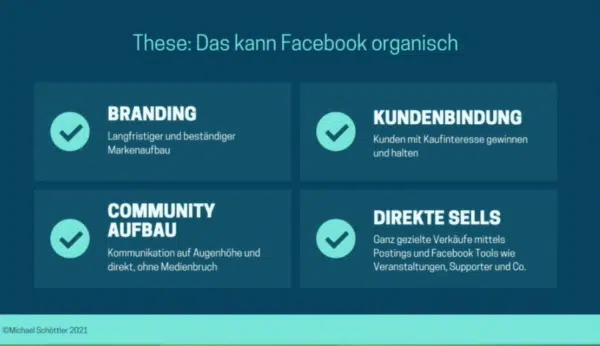 These: Das kann Facebook organisch
BRANDING
Langfristiger und beständiger
Markenaufbau
KUNDENBINDUNG
Kunden mit Kaufinteresse gewinnen
und halten
COMMUNITY
AUFBAU
Kommunikation auf Augenhöhe und
direkt, ohne Medienbruch
DIREKTE SELLS
Ganz gezielte Verkäufe mittels
Postings und Facebook Tools wie
Veranstaltungen, Supporter und Co.
©Michael Schöttler 2021